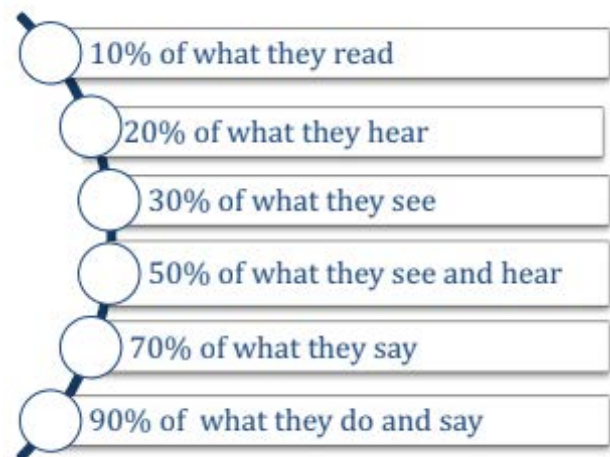 10% of what they read
20% of what they hear
30% of what they see
50% of what they see and hear
70% of what they say
90% of  what they do and say